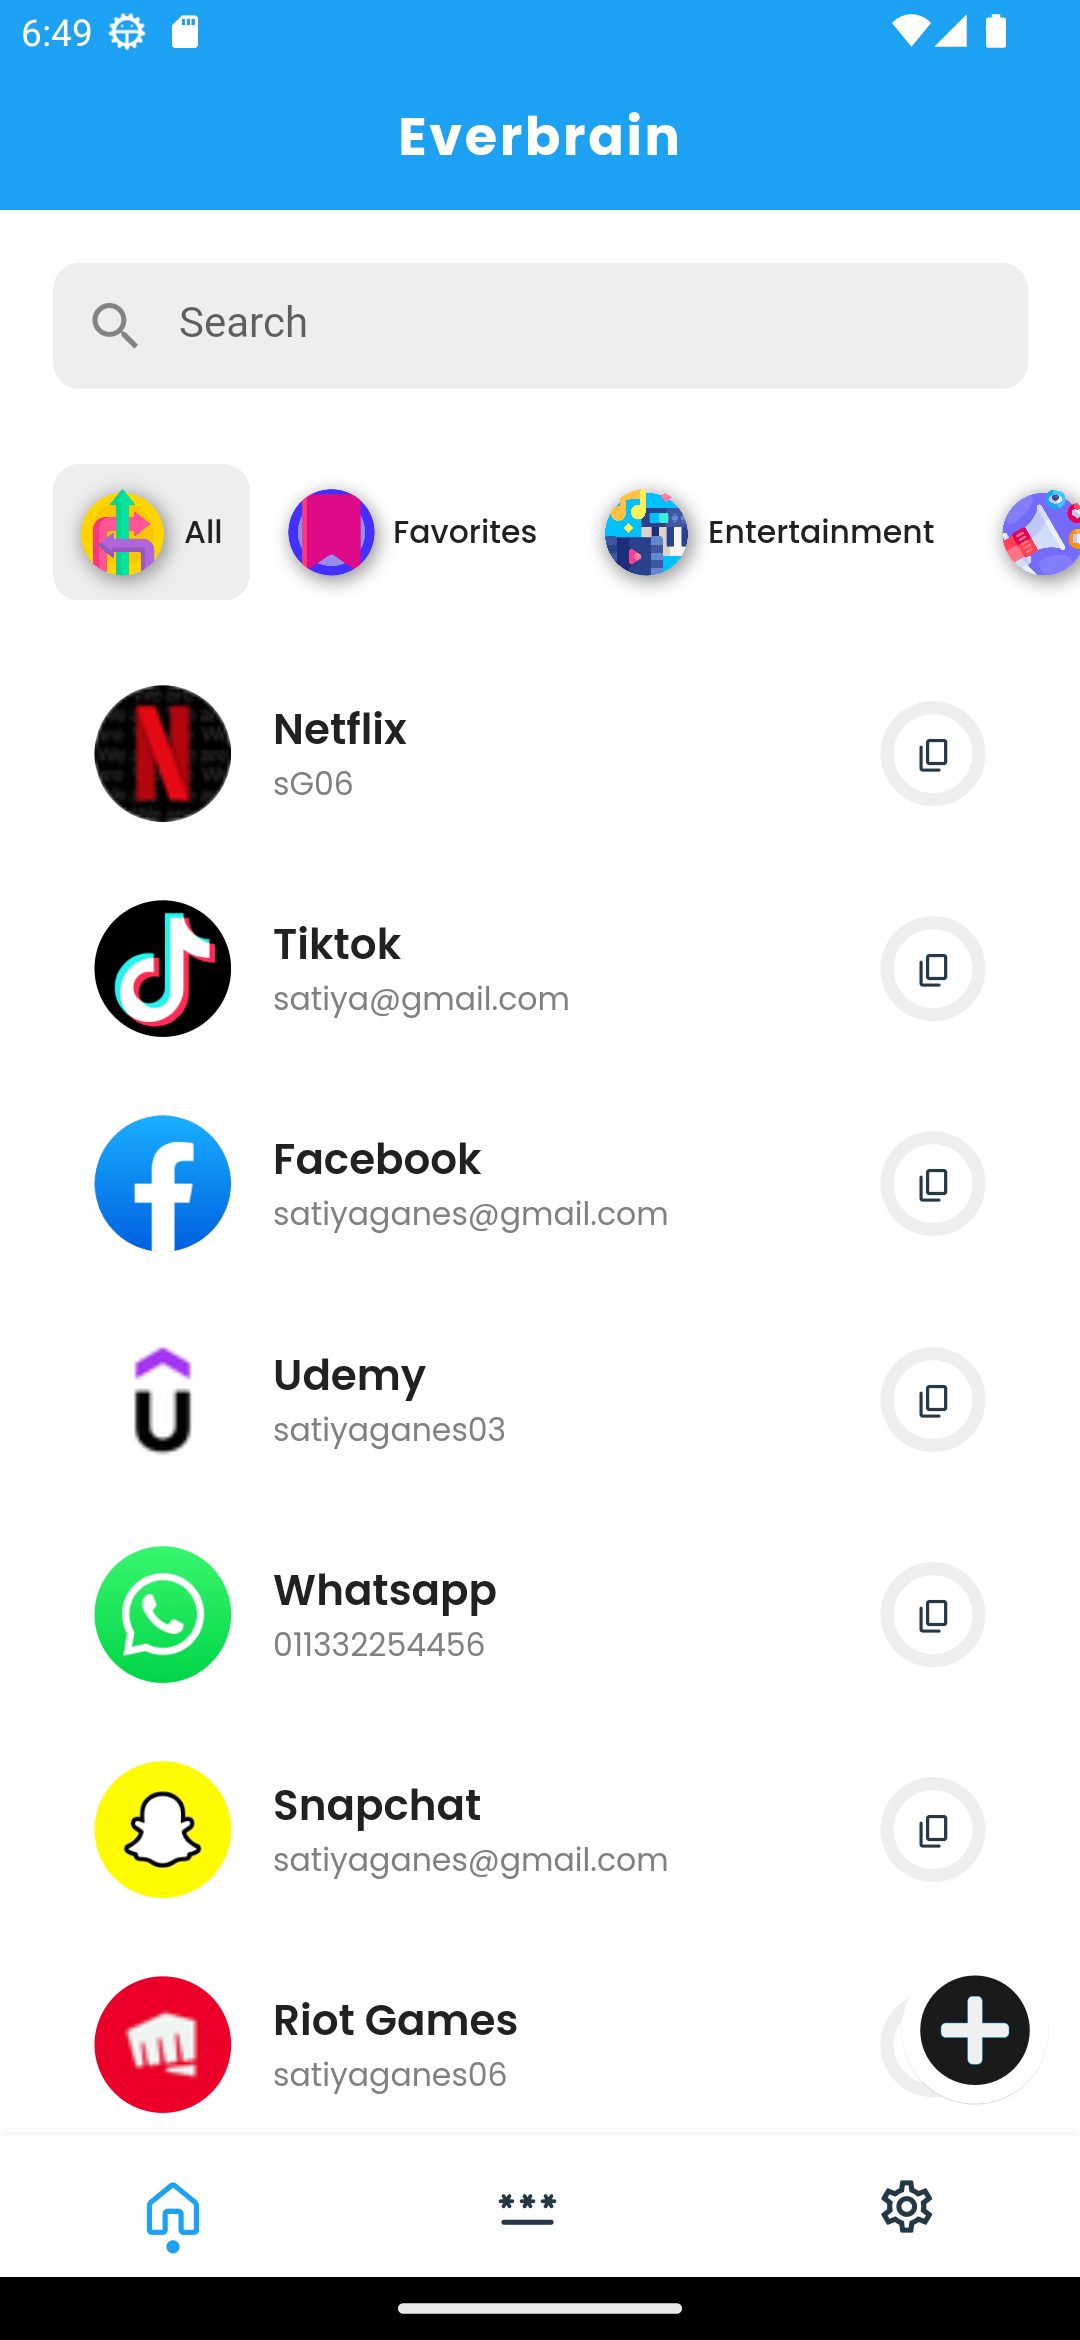 6:49
Everbrain
Search
All
Favorites
Entertainment
Netflix
sG06
Tiktok
satiya@gmail.com
Facebook
satiyaganes@gmail.com
Udemy
satiyaganes03
Whatsapp
011332254456
Snapchat
satiyaganes@gmail.com
Riot Games
satiyaganes06